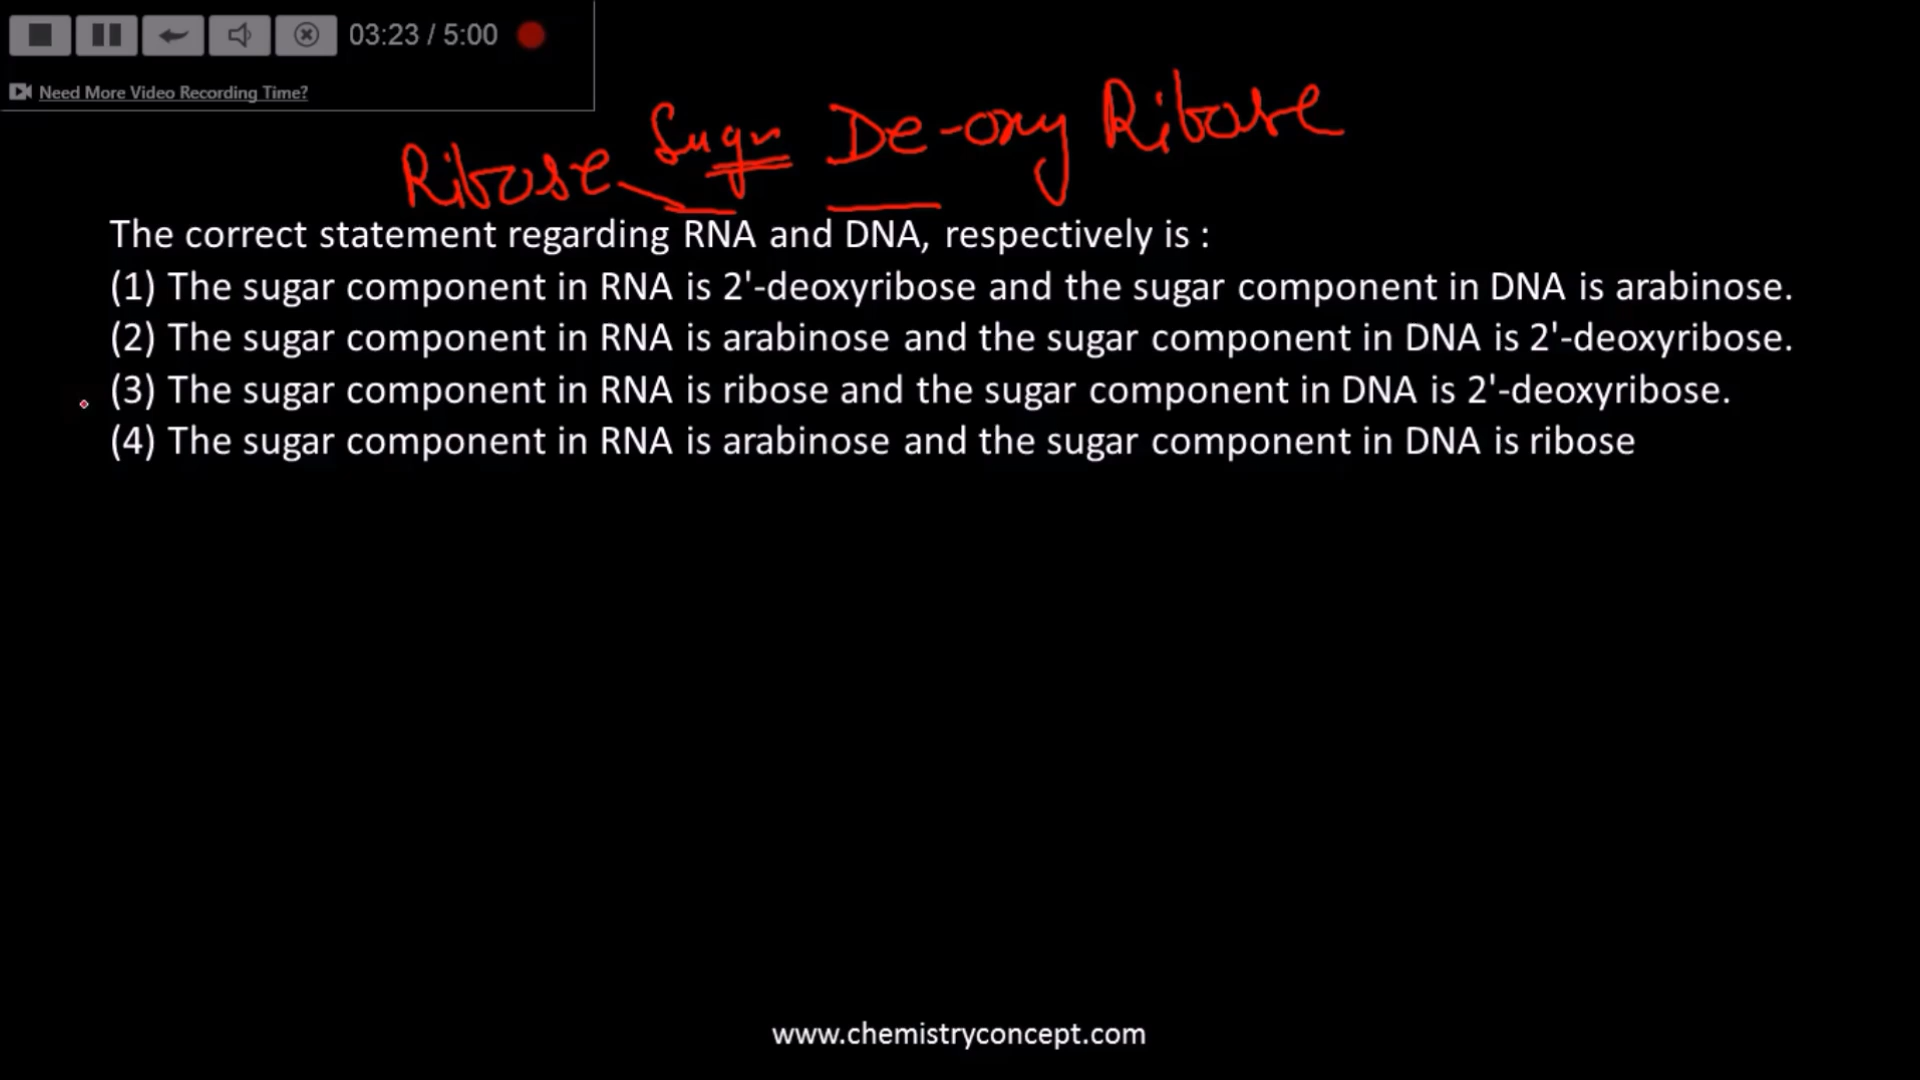 03:23 / 5:00
Need More Video Recording Time?
Ribose Sugar De-oxy Ribose
The correct statement regarding RNA and DNA, respectively is :
(1) The sugar component in RNA is 2'-deoxyribose and the sugar component in DNA is arabinose.
(2) The sugar component in RNA is arabinose and the sugar component in DNA is 2'-deoxyribose.
(3) The sugar component in RNA is ribose and the sugar component in DNA is 2'-deoxyribose.
(4) The sugar component in RNA is arabinose and the sugar component in DNA is ribose
www.chemistryconcept.com